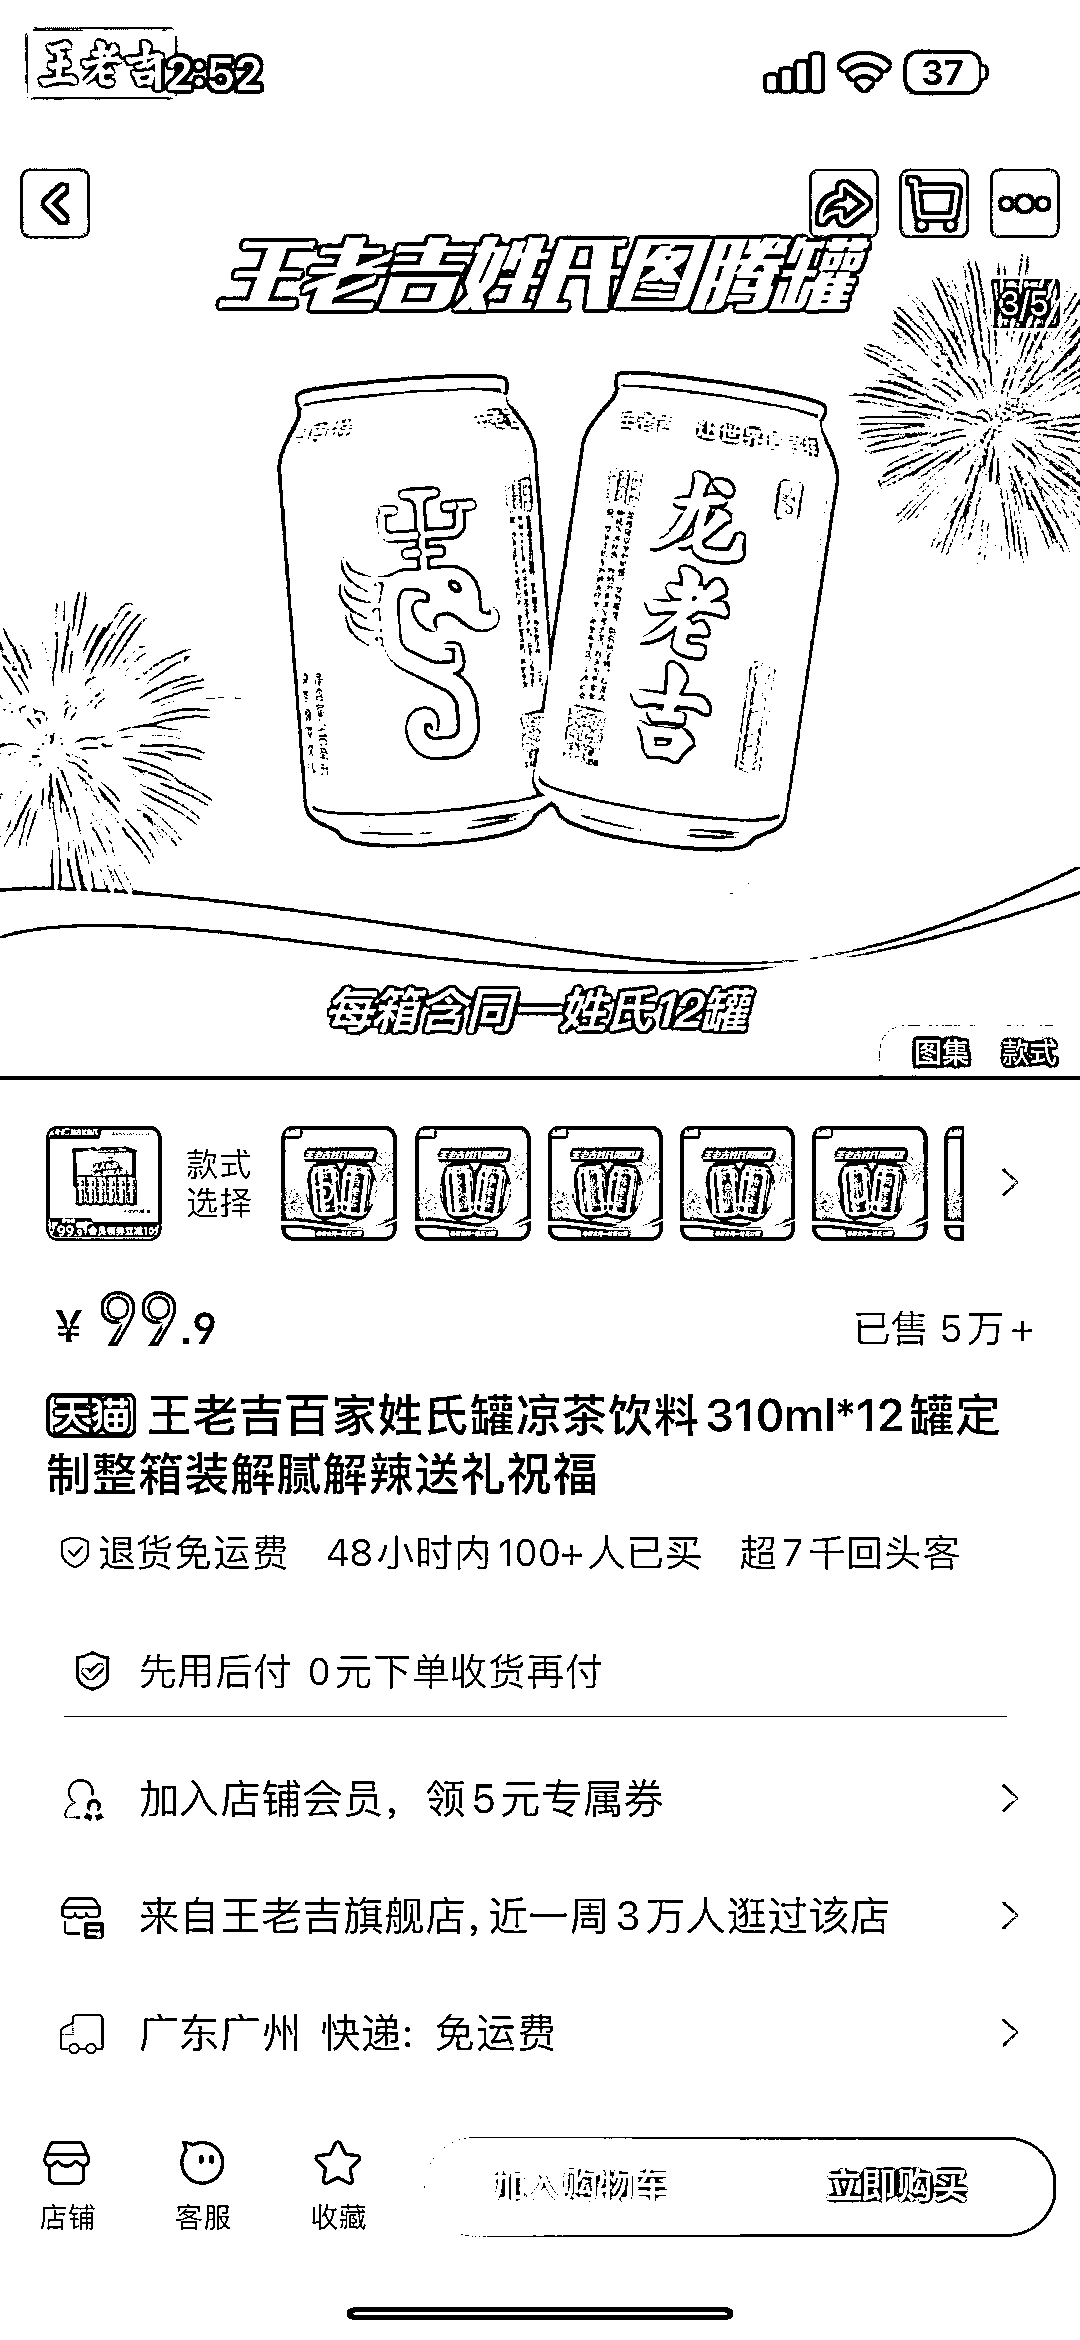 王老吉
2:52
37
王老吉姓氏图腾罐
3/5
龙老吉
每箱含同一姓氏12罐
图集 款式
款式
选择
¥99.9
已售 5万+
天猫 王老吉百家姓氏罐凉茶饮料310ml*12罐定
制整箱装解腻解辣送礼祝福
退货免运费 48小时内100+人已买 超7千回头客
先用后付 0元下单收货再付
加入店铺会员，领5元专属券
来自王老吉旗舰店，近一周3万人逛过该店
广东广州 快递：免运费
店铺 客服 收藏 加入购物车 立即购买